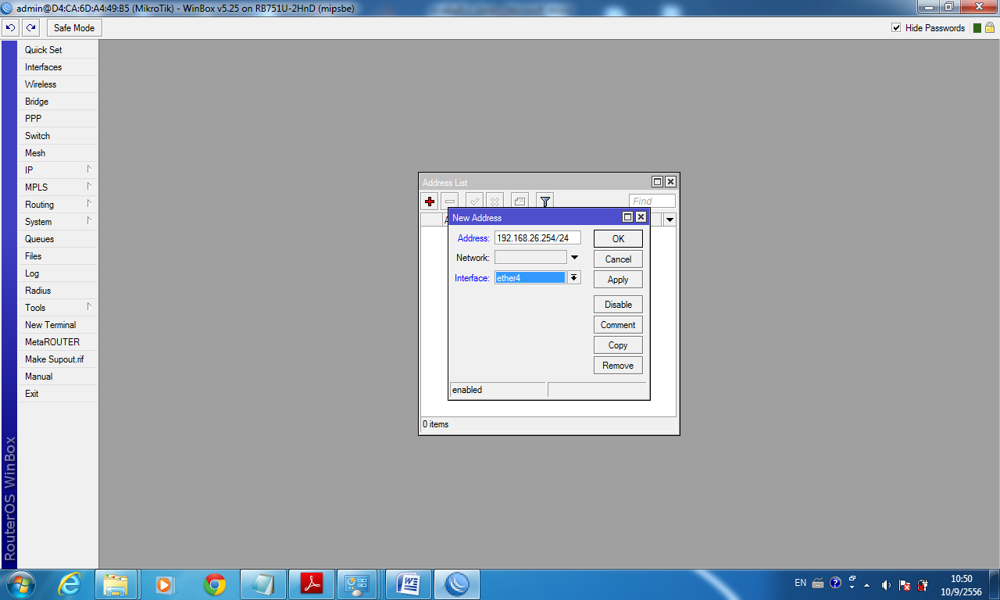 admin@D4:CA:6D:A4:49:B5 (MikroTik) - WinBox v5.25 on RB751U-2HnD (mipsbe)
Safe Mode
Hide Passwords
Quick Set
Interfaces
Wireless
Bridge
PPP
Switch
Mesh
IP
MPLS
Routing
System
Queues
Files
Log
Radius
Tools
New Terminal
MetaROUTER
Make Supout.rif
Manual
Exit
RouterOS WinBox
Address List
Find
New Address
Address: 192.168.26.254/24
OK
Network:
Cancel
Interface: ether4
Apply
Disable
Comment
Copy
Remove
enabled
0 items
EN
10:50
10/9/2556